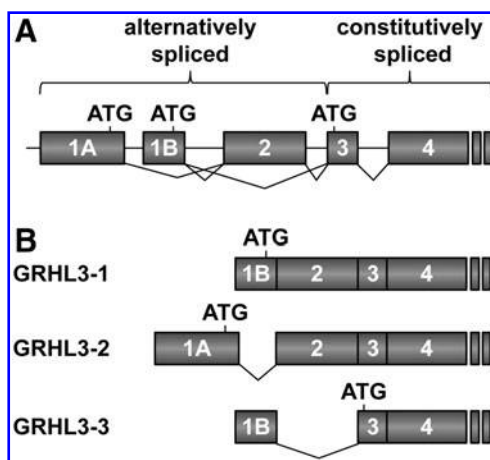 A
alternatively constitutively
spliced spliced
ATG ATG ATG
1A 1B 2 3 4
B
ATG
GRHL3-1 1B 2 3 4
ATG
GRHL3-2 1A 2 3 4
ATG
GRHL3-3 1B 3 4